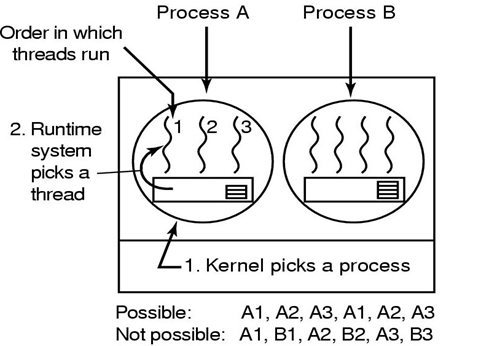 Process A
Process B
Order in which
threads run
1 2 3
2. Runtime
system
picks a
thread
1. Kernel picks a process
Possible: A1, A2, A3, A1, A2, A3
Not possible: A1, B1, A2, B2, A3, B3